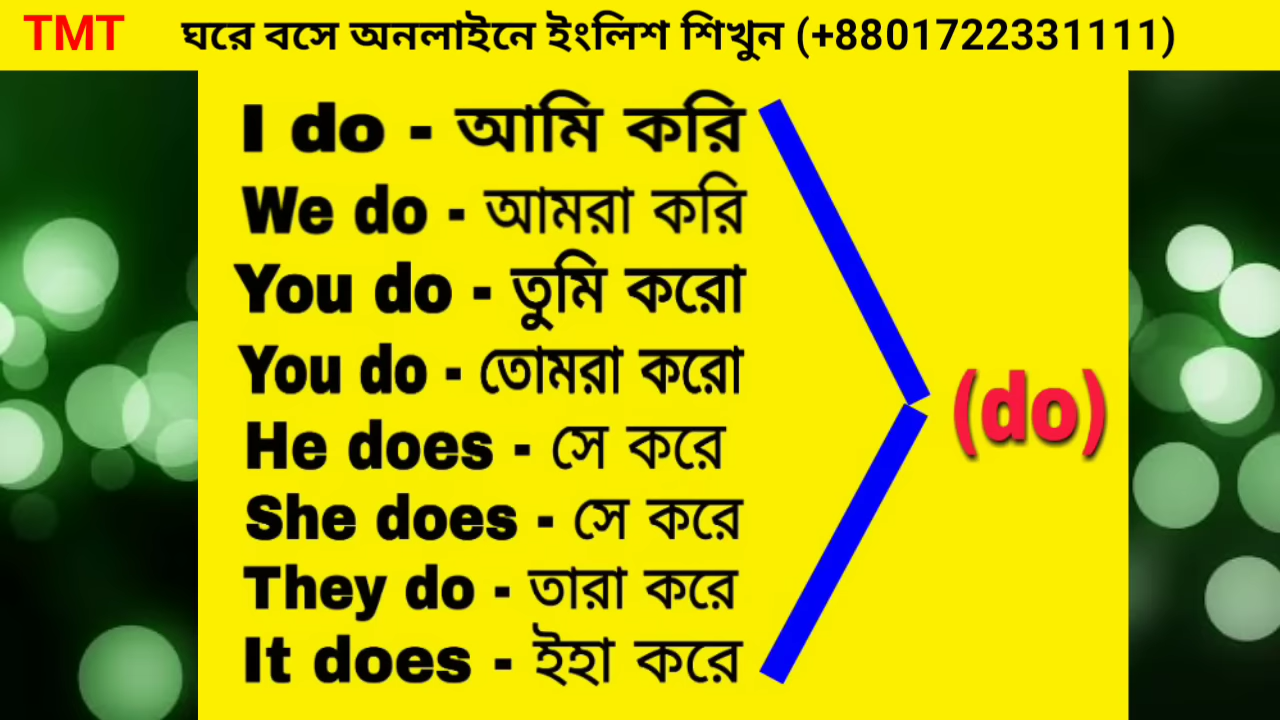 TMT ঘরে বসে অনলাইনে ইংলিশ শিখুন (+8801722331111)
I do - আমি করি
We do - আমরা করি
You do - তুমি করো
You do - তোমরা করো
He does - সে করে
She does - সে করে
They do - তারা করে
It does - ইহা করে
(do)